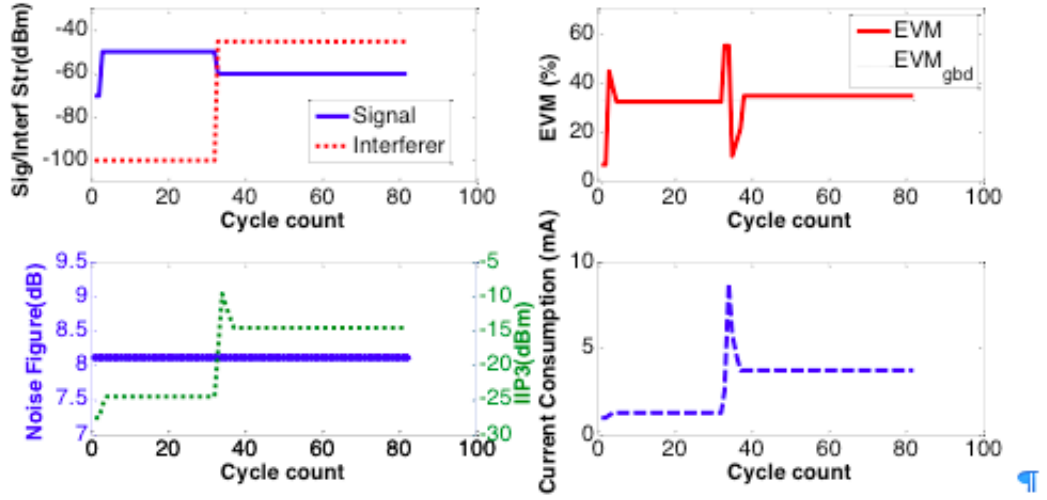 Sig/Interf Str(dBm)
-40
-60
-80
-100
0 20 40 60 80 100
Cycle count
Signal
Interferer
EVM (%)
60
40
20
0
0 20 40 60 80 100
Cycle count
EVM
EVM gbd
Noise Figure(dB)
9.5
9
8.5
8
7.5
7
0 20 40 60 80 100
Cycle count
-5
-10
-15
-20
-25
-30
IIP3(dBm)
Current Consumption (mA)
10
5
0
0 20 40 60 80 100
Cycle count
¶